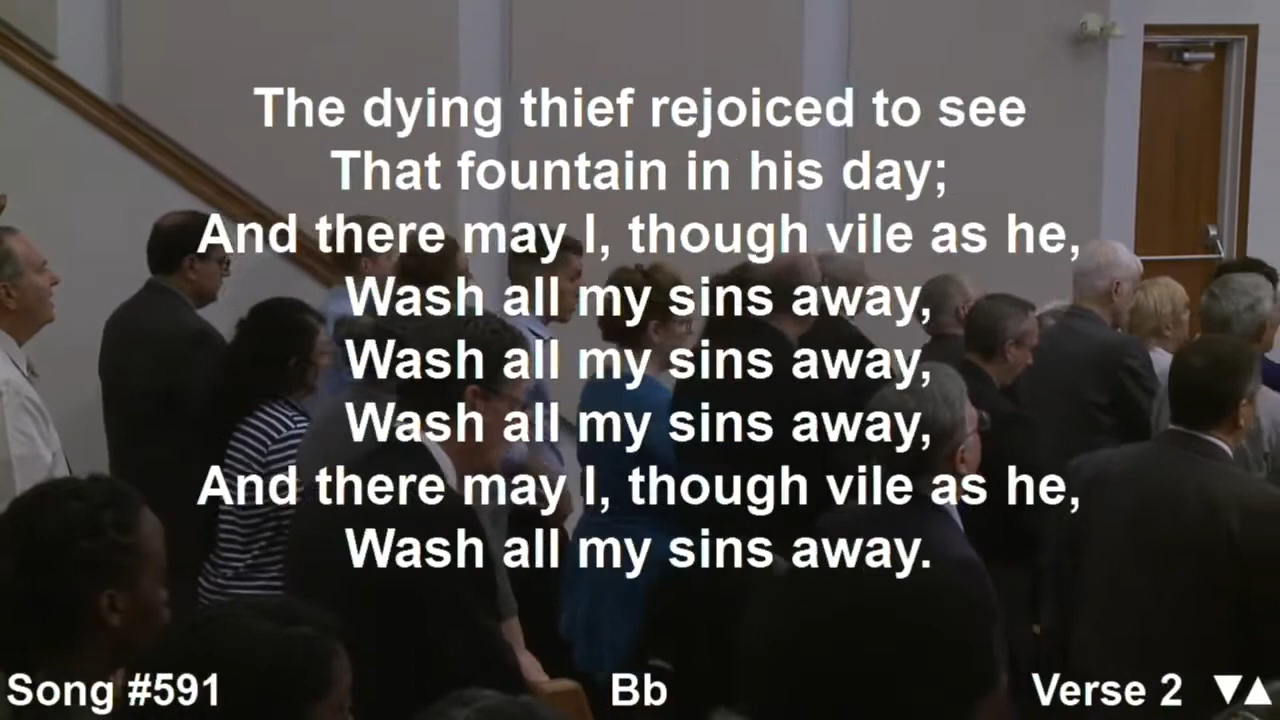 The dying thief rejoiced to see
That fountain in his day;
And there may I, though vile as he,
Wash all my sins away,
Wash all my sins away,
Wash all my sins away,
And there may I, though vile as he,
Wash all my sins away.
Song #591 Bb Verse 2 ▼▲